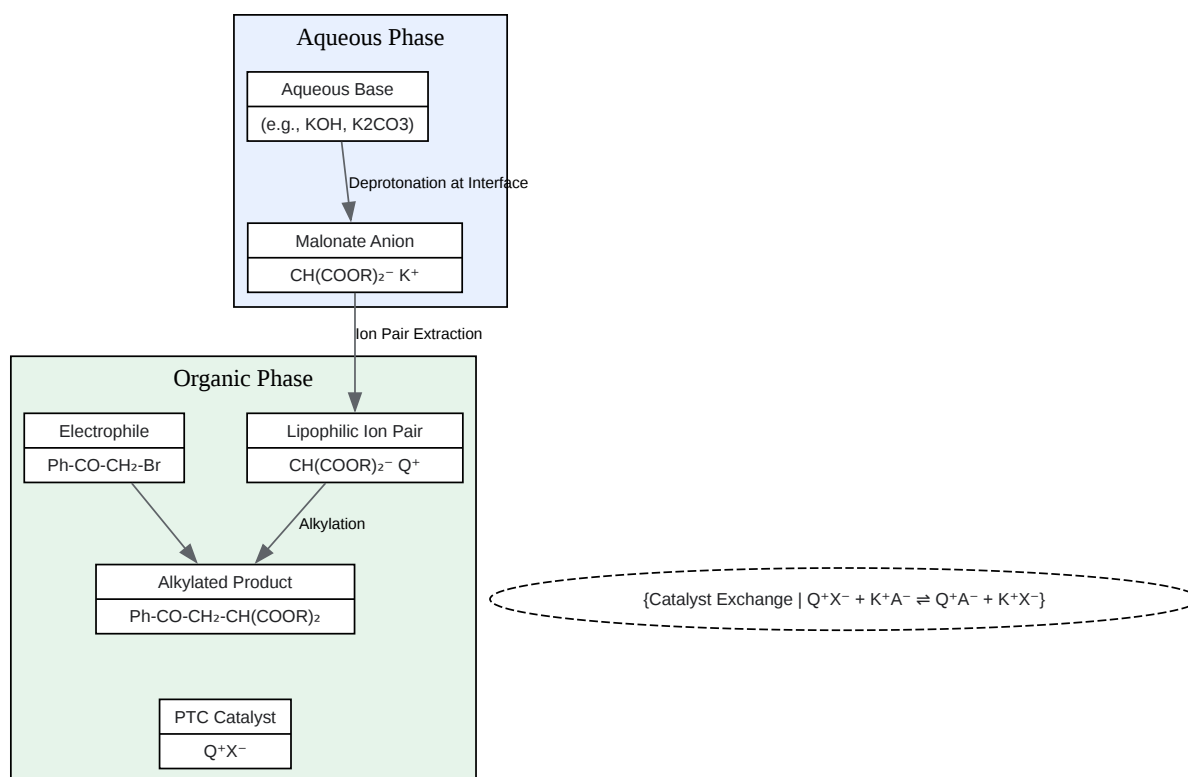 Aqueous Phase
Aqueous Base
(e.g., KOH, K2CO3)
Deprotonation at Interface
Malonate Anion
CH(COOR)₂⁻ K⁺
Ion Pair Extraction
Organic Phase
Electrophile
Ph-CO-CH₂-Br
Lipophilic Ion Pair
CH(COOR)₂⁻ Q⁺
Alkylation
Alkylated Product
Ph-CO-CH₂-CH(COOR)₂
{Catalyst Exchange | Q⁺X⁻ + K⁺A⁻ ⇌ Q⁺A⁻ + K⁺X⁻}
PTC Catalyst
Q⁺X⁻